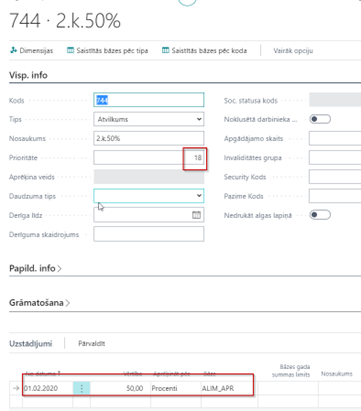 744 · 2.k.50%
Dimensijas Saistītās bāzes pēc tipa Saistītās bāzes pēc koda Vairāk opciju
Visp. info
Kods 744 Soc. statusa kods
Tips Atvilkums Noklusētā darbinieka ...
Nosaukums 2.k.50% Apgādājamo skaits
Prioritāte 18 Invaliditātes grupa
Aprēķina veids Security Kods
Daudzuma tips Pazīme Kods
Derīga līdz Nedrukāt algas lapiņā
Derīguma skaidrojums
Papild. info
Grāmatošana
Uzstādījumi Pārvaldīt
Bāzes gada
No datuma Vērtība Aprēķināt pēc Bāze summas limits Nosaukums
01.02.2020 50,00 Procenti ALIM_APR.